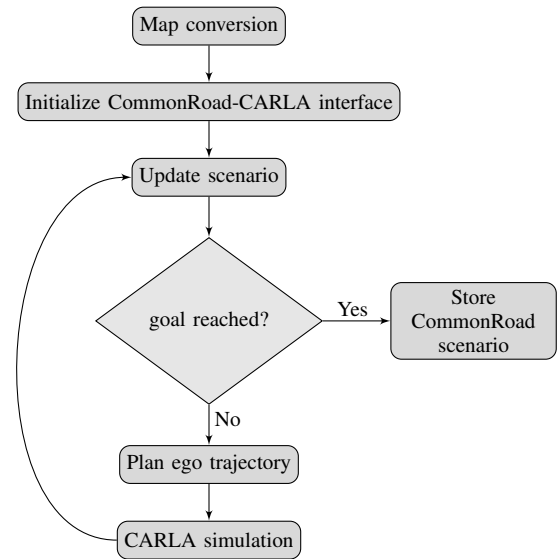 Map conversion
Initialize CommonRoad-CARLA interface
Update scenario
goal reached?
Yes
Store
CommonRoad
scenario
No
Plan ego trajectory
CARLA simulation